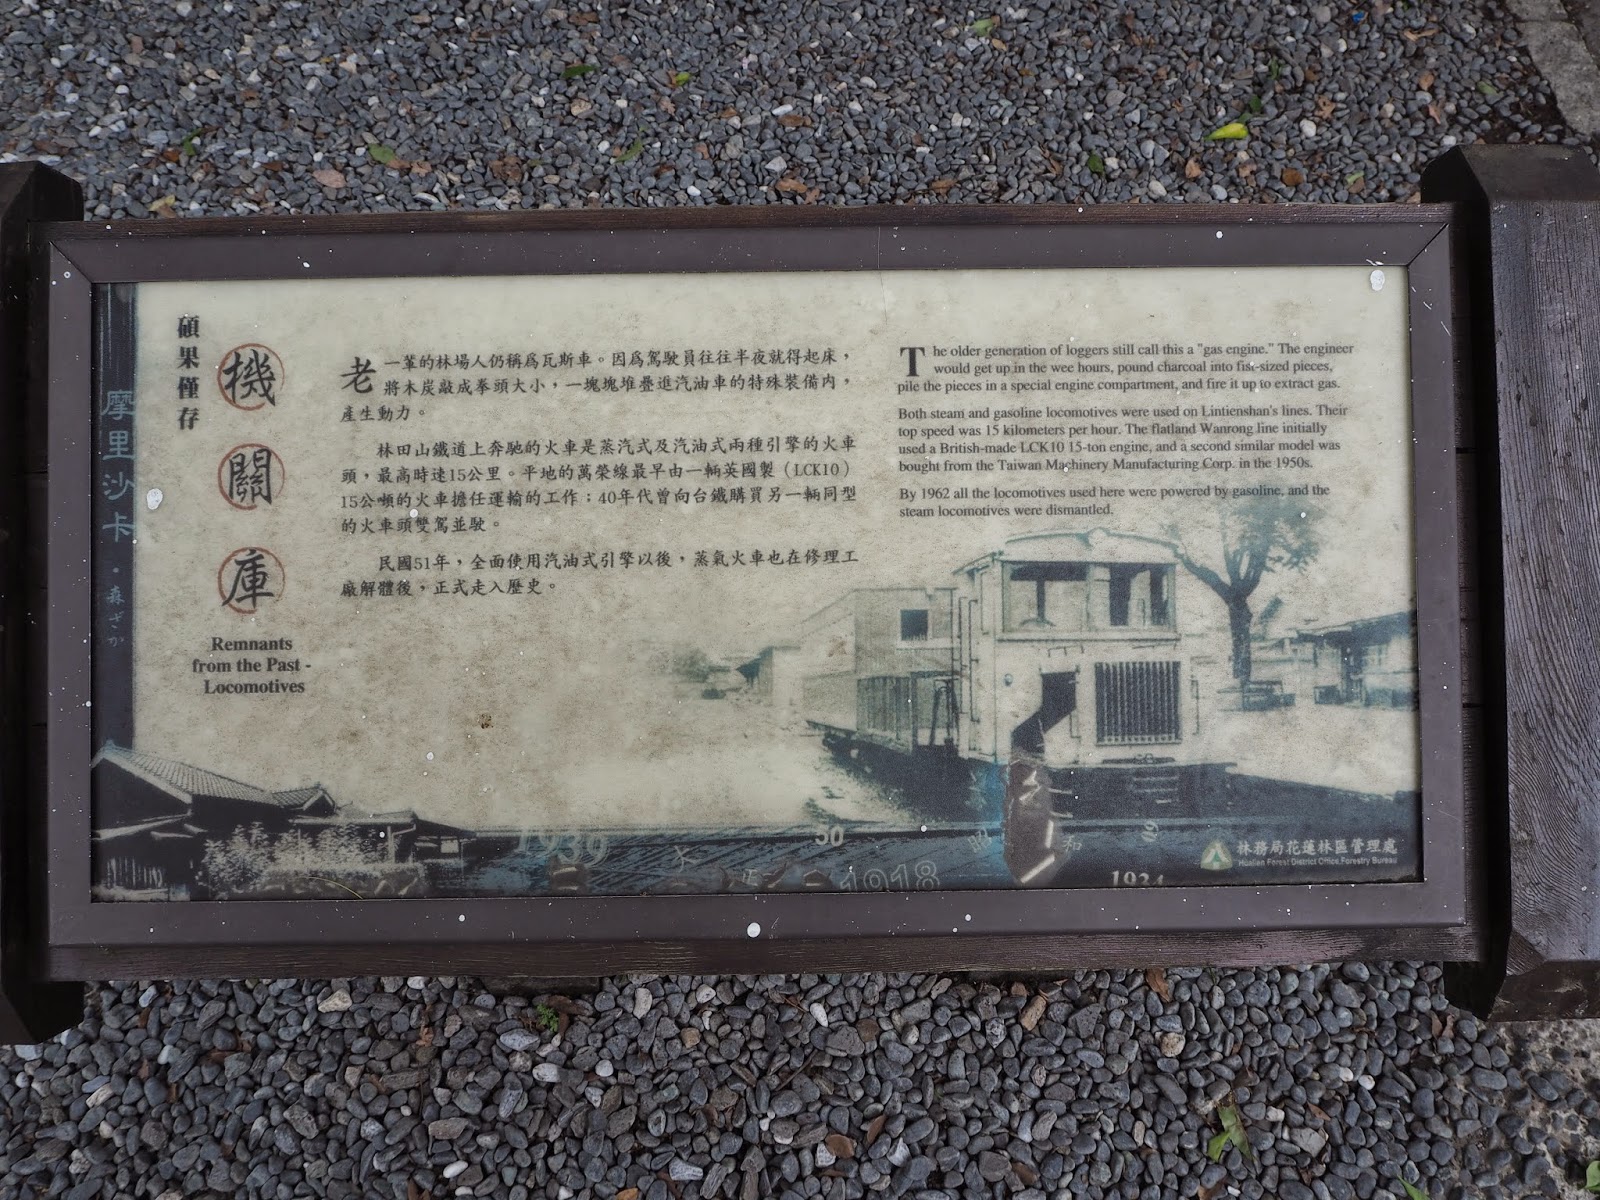 摩里沙卡・森ざか
碩果僅存
機
關
庫
Remnants
from the Past -
Locomotives
老一輩的林場人仍稱為瓦斯車。因為駕駛員往往半夜就得起床，
將木炭敲成拳頭大小，一塊塊堆疊進汽油車的特殊裝備內，
產生動力。
林田山鐵道上奔馳的火車是蒸汽式及汽油式兩種引擎的火車
頭，最高時速15公里。平地的萬榮線最早由一輛英國製（LCK10）
15公噸的火車擔任運輸的工作；40年代曾向台鐵購買另一輛同型
的火車頭雙駕並駛。
民國51年，全面使用汽油式引擎以後，蒸氣火車也在修理工
廠解體後，正式走入歷史。
The older generation of loggers still call this a "gas engine." The engineer
would get up in the wee hours, pound charcoal into fist-sized pieces,
pile the pieces in a special engine compartment, and fire it up to extract gas.
Both steam and gasoline locomotives were used on Lintienshan's lines. Their
top speed was 15 kilometers per hour. The flatland Wanrong line initially
used a British-made LCK10 15-ton engine, and a second similar model was
bought from the Taiwan Machinery Manufacturing Corp. in the 1950s.
By 1962 all the locomotives used here were powered by gasoline, and the
steam locomotives were dismantled.
1939
50
昭和
大正
1918
1934
林務局花蓮林區管理處
Hualien Forest District Office,Forestry Bureau